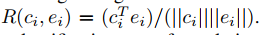 R(c_i, e_i) = (c_i^T e_i)/(||c_i||||e_i||).